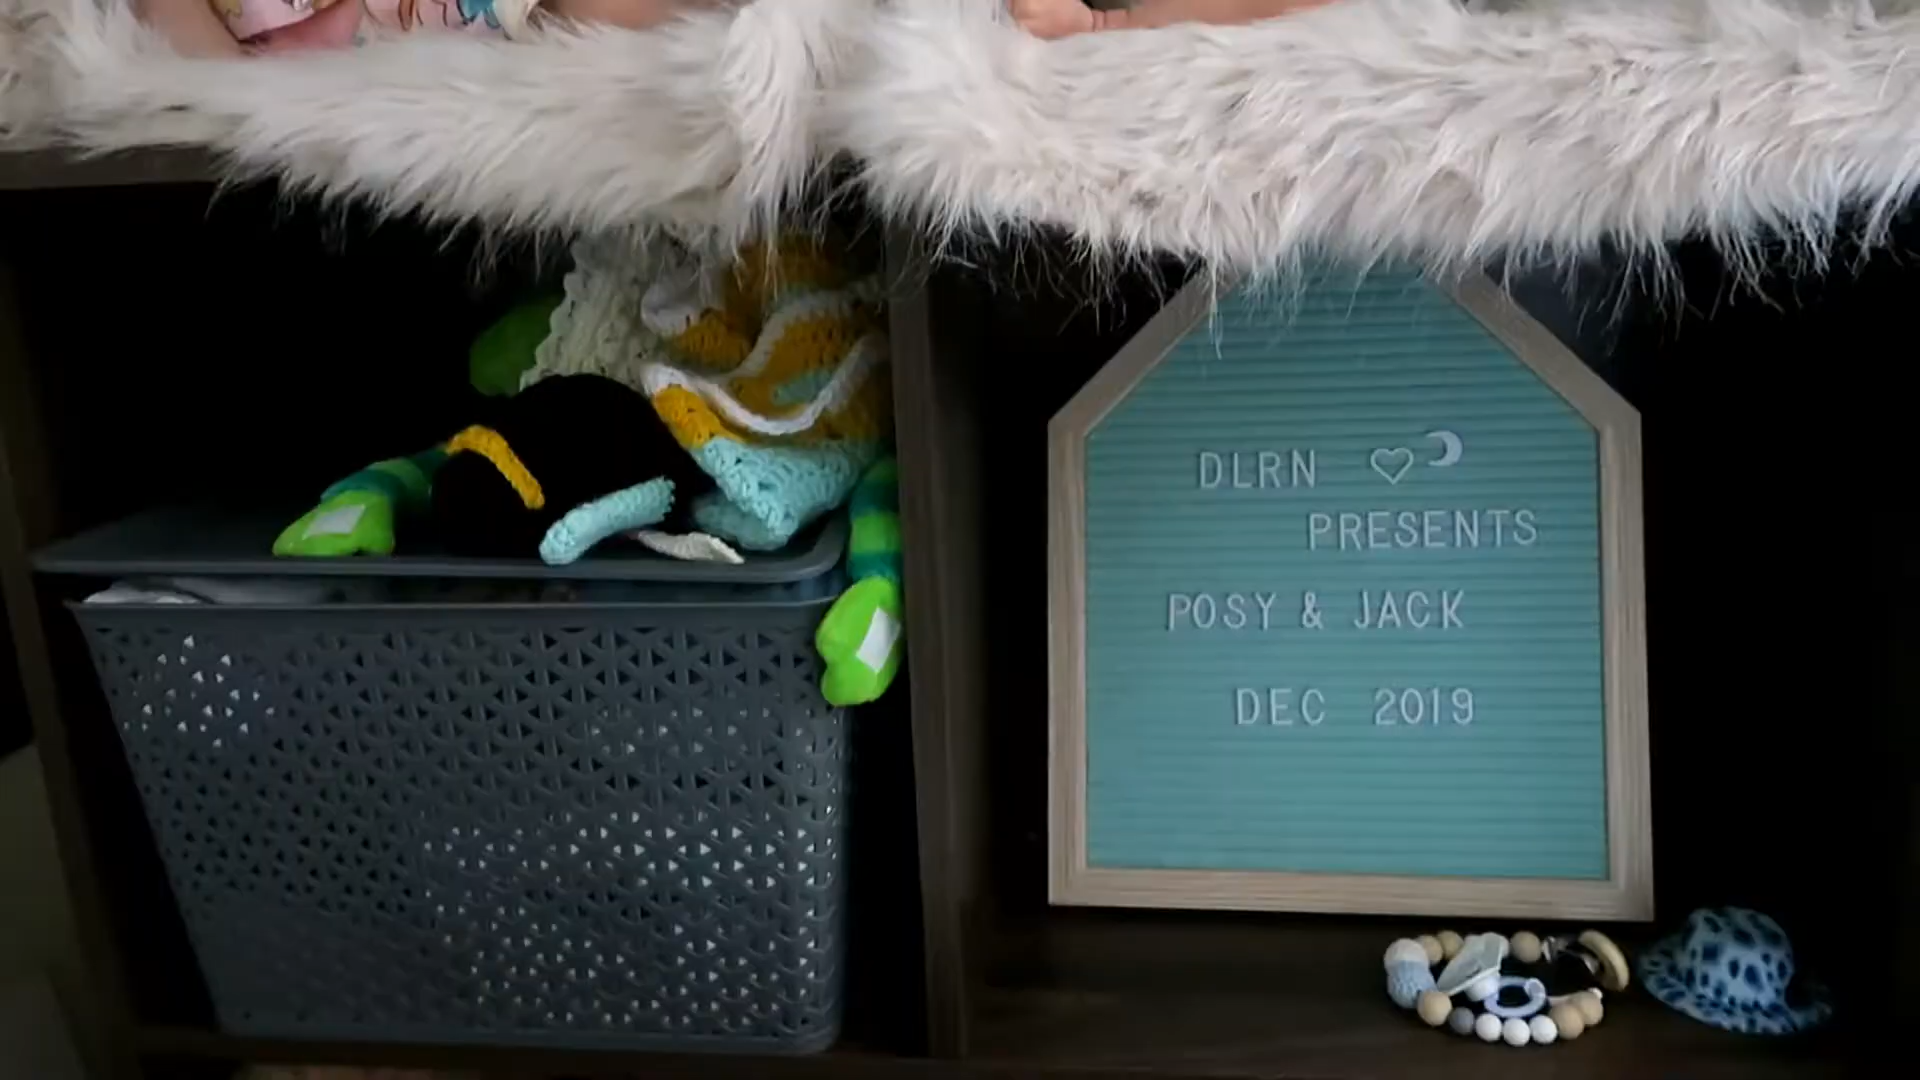 DLRN ♡☽
PRESENTS
POSY & JACK
DEC 2019